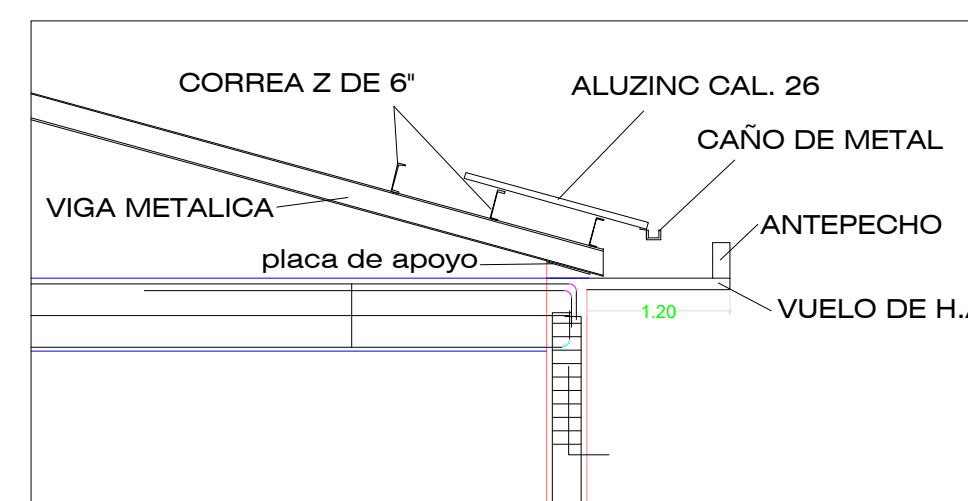 CORREA Z DE 6"
ALUZINC CAL. 26
CAÑO DE METAL
VIGA METALICA
ANTEPECHO
placa de apoyo
1.20
VUELO DE H.A